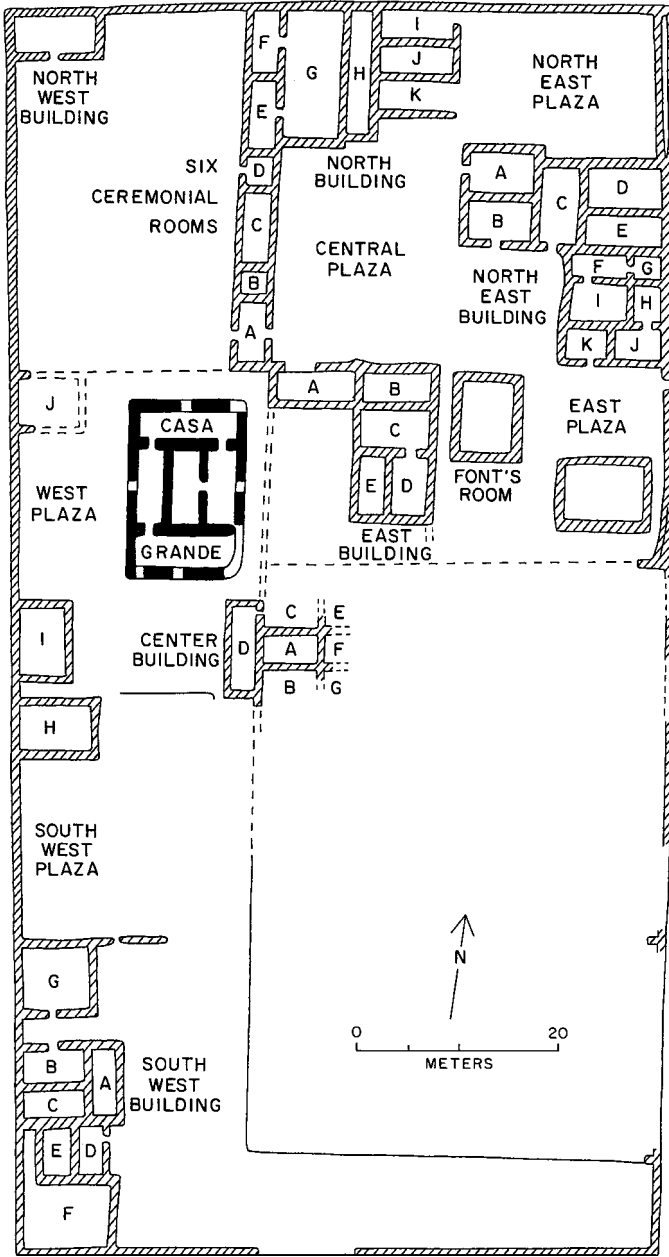 F
G
H
I
J
K
NORTH
WEST
BUILDING
NORTH
EAST
PLAZA
E
D
C
B
A
SIX
CEREMONIAL
ROOMS
NORTH
BUILDING
CENTRAL
PLAZA
A
B
C
D
E
F
G
H
I
J
K
NORTH
EAST
BUILDING
J
CASA
GRANDE
WEST
PLAZA
A
B
C
E
D
EAST
BUILDING
FONT'S
ROOM
EAST
PLAZA
I
CENTER
BUILDING
D
C
E
A
F
B
G
H
SOUTH
WEST
PLAZA
G
N
0
20
METERS
B
A
C
E
D
F
SOUTH
WEST
BUILDING